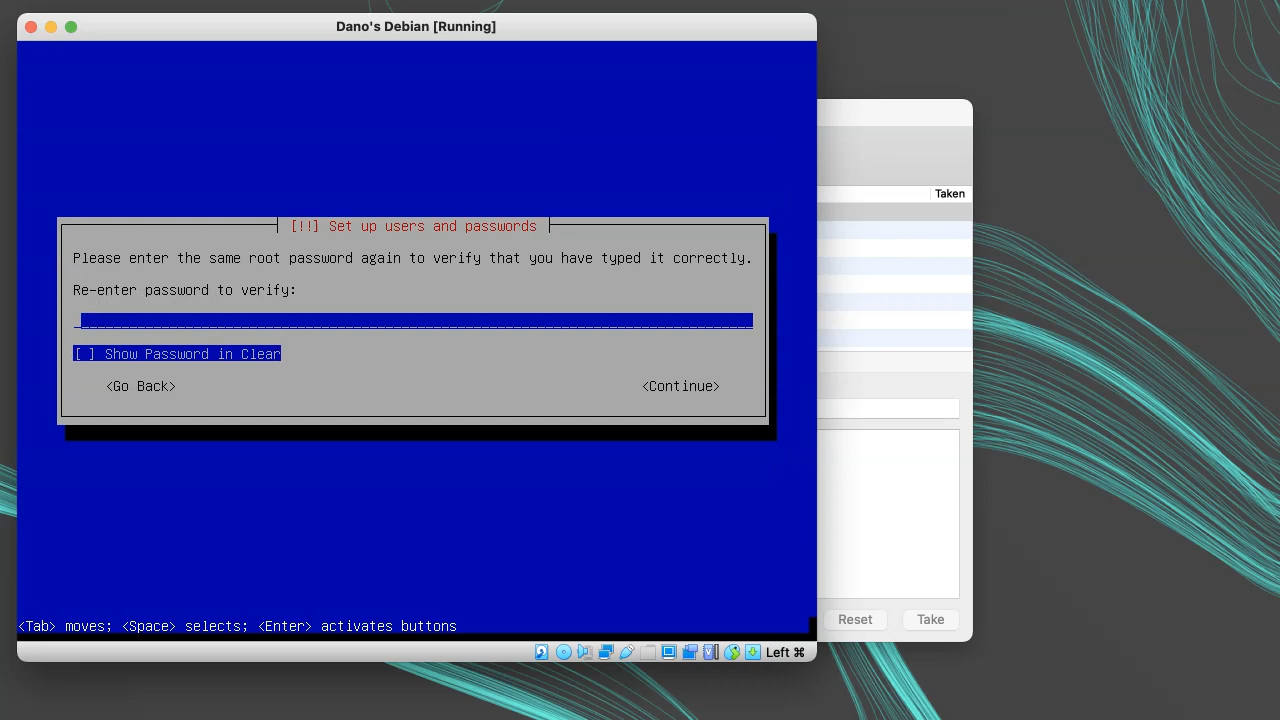 Dano's Debian [Running]
Taken
[!!] Set up users and passwords
Please enter the same root password again to verify that you have typed it correctly.
Re-enter password to verify:
[ ] Show Password in Clear
<Go Back>
<Continue>
Reset
Take
<Tab> moves; <Space> selects; <Enter> activates buttons
Left ⌘